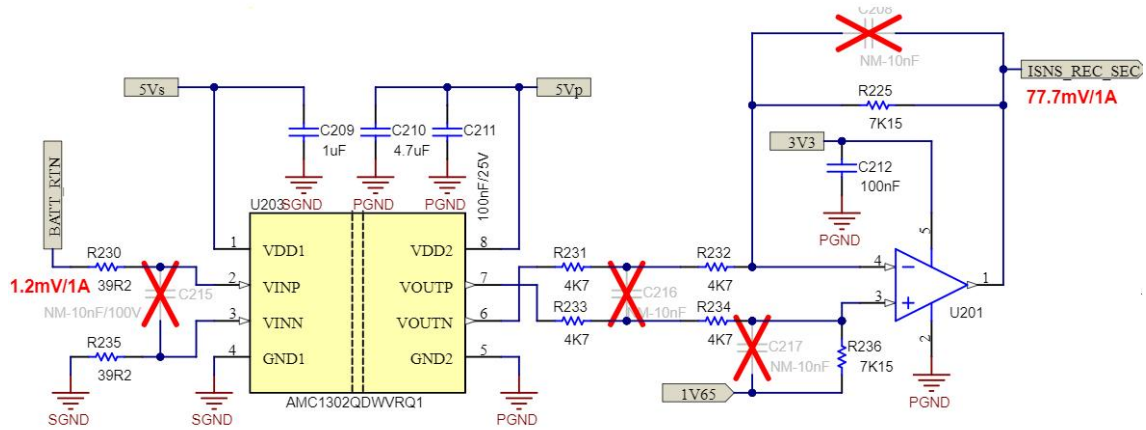 C208
NM-10nF
ISNS_REC_SEC
77.7mV/1A
5Vs
5Vp
R225
7K15
C209
1uF
C210
4.7uF
C211
100nF/25V
3V3
C212
100nF
BATT_RTN
SGND
PGND
PGND
PGND
U203
R230
39R2
1.2mV/1A
C215
NM-10nF/100V
R235
39R2
1
VDD1
VDD2
8
2
VINP
VOUTP
7
3
VINN
VOUTN
6
4
GND1
GND2
5
AMC1302QDWVRQ1
R231
4K7
R232
4K7
C216
NM-10nF
R233
4K7
R234
4K7
C217
NM-10nF
R236
7K15
1V65
4
3
5
1
2
U201
SGND
SGND
PGND
PGND